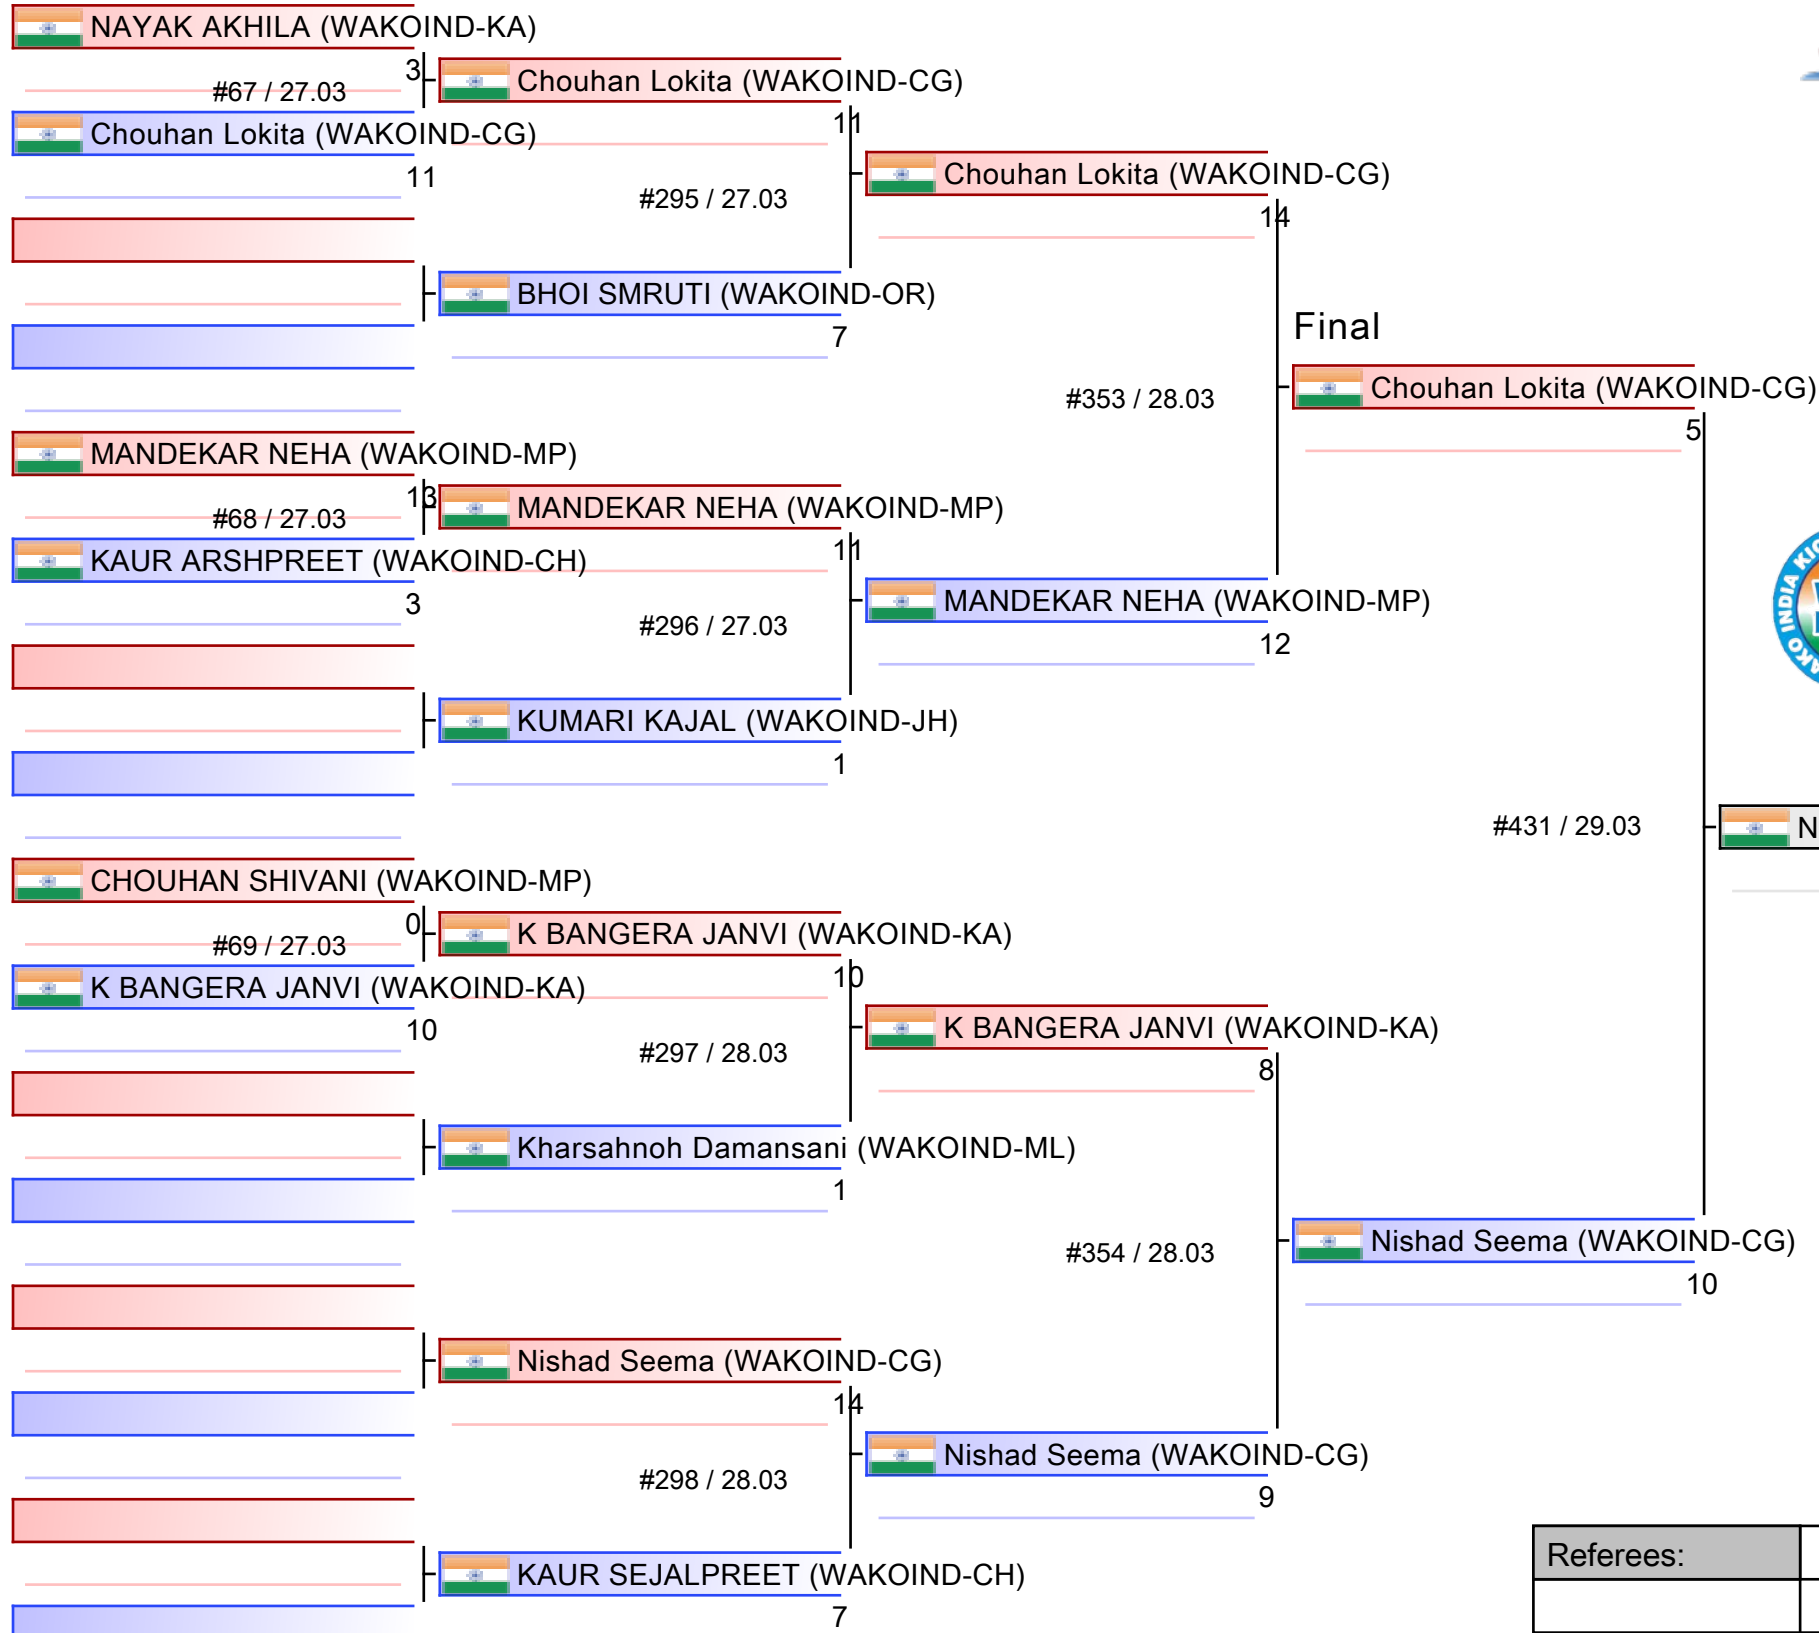 NAYAK AKHILA (WAKOIND-KA)
3
#67 / 27.03
Chouhan Lokita (WAKOIND-CG)
11
Chouhan Lokita (WAKOIND-CG)
11
#295 / 27.03
BHOI SMRUTI (WAKOIND-OR)
7
Chouhan Lokita (WAKOIND-CG)
14
MANDEKAR NEHA (WAKOIND-MP)
13
#68 / 27.03
KAUR ARSHPREET (WAKOIND-CH)
3
MANDEKAR NEHA (WAKOIND-MP)
11
#296 / 27.03
KUMARI KAJAL (WAKOIND-JH)
1
#353 / 28.03
MANDEKAR NEHA (WAKOIND-MP)
12
Final
Chouhan Lokita (WAKOIND-CG)
5
INDIA
CHOUHAN SHIVANI (WAKOIND-MP)
0
#69 / 27.03
K BANGERA JANVI (WAKOIND-KA)
10
K BANGERA JANVI (WAKOIND-KA)
10
#297 / 28.03
Kharsahnoh Damansani (WAKOIND-ML)
1
K BANGERA JANVI (WAKOIND-KA)
8
#431 / 29.03
N
#354 / 28.03
Nishad Seema (WAKOIND-CG)
10
Nishad Seema (WAKOIND-CG)
14
#298 / 28.03
KAUR SEJALPREET (WAKOIND-CH)
7
Nishad Seema (WAKOIND-CG)
9
Referees: